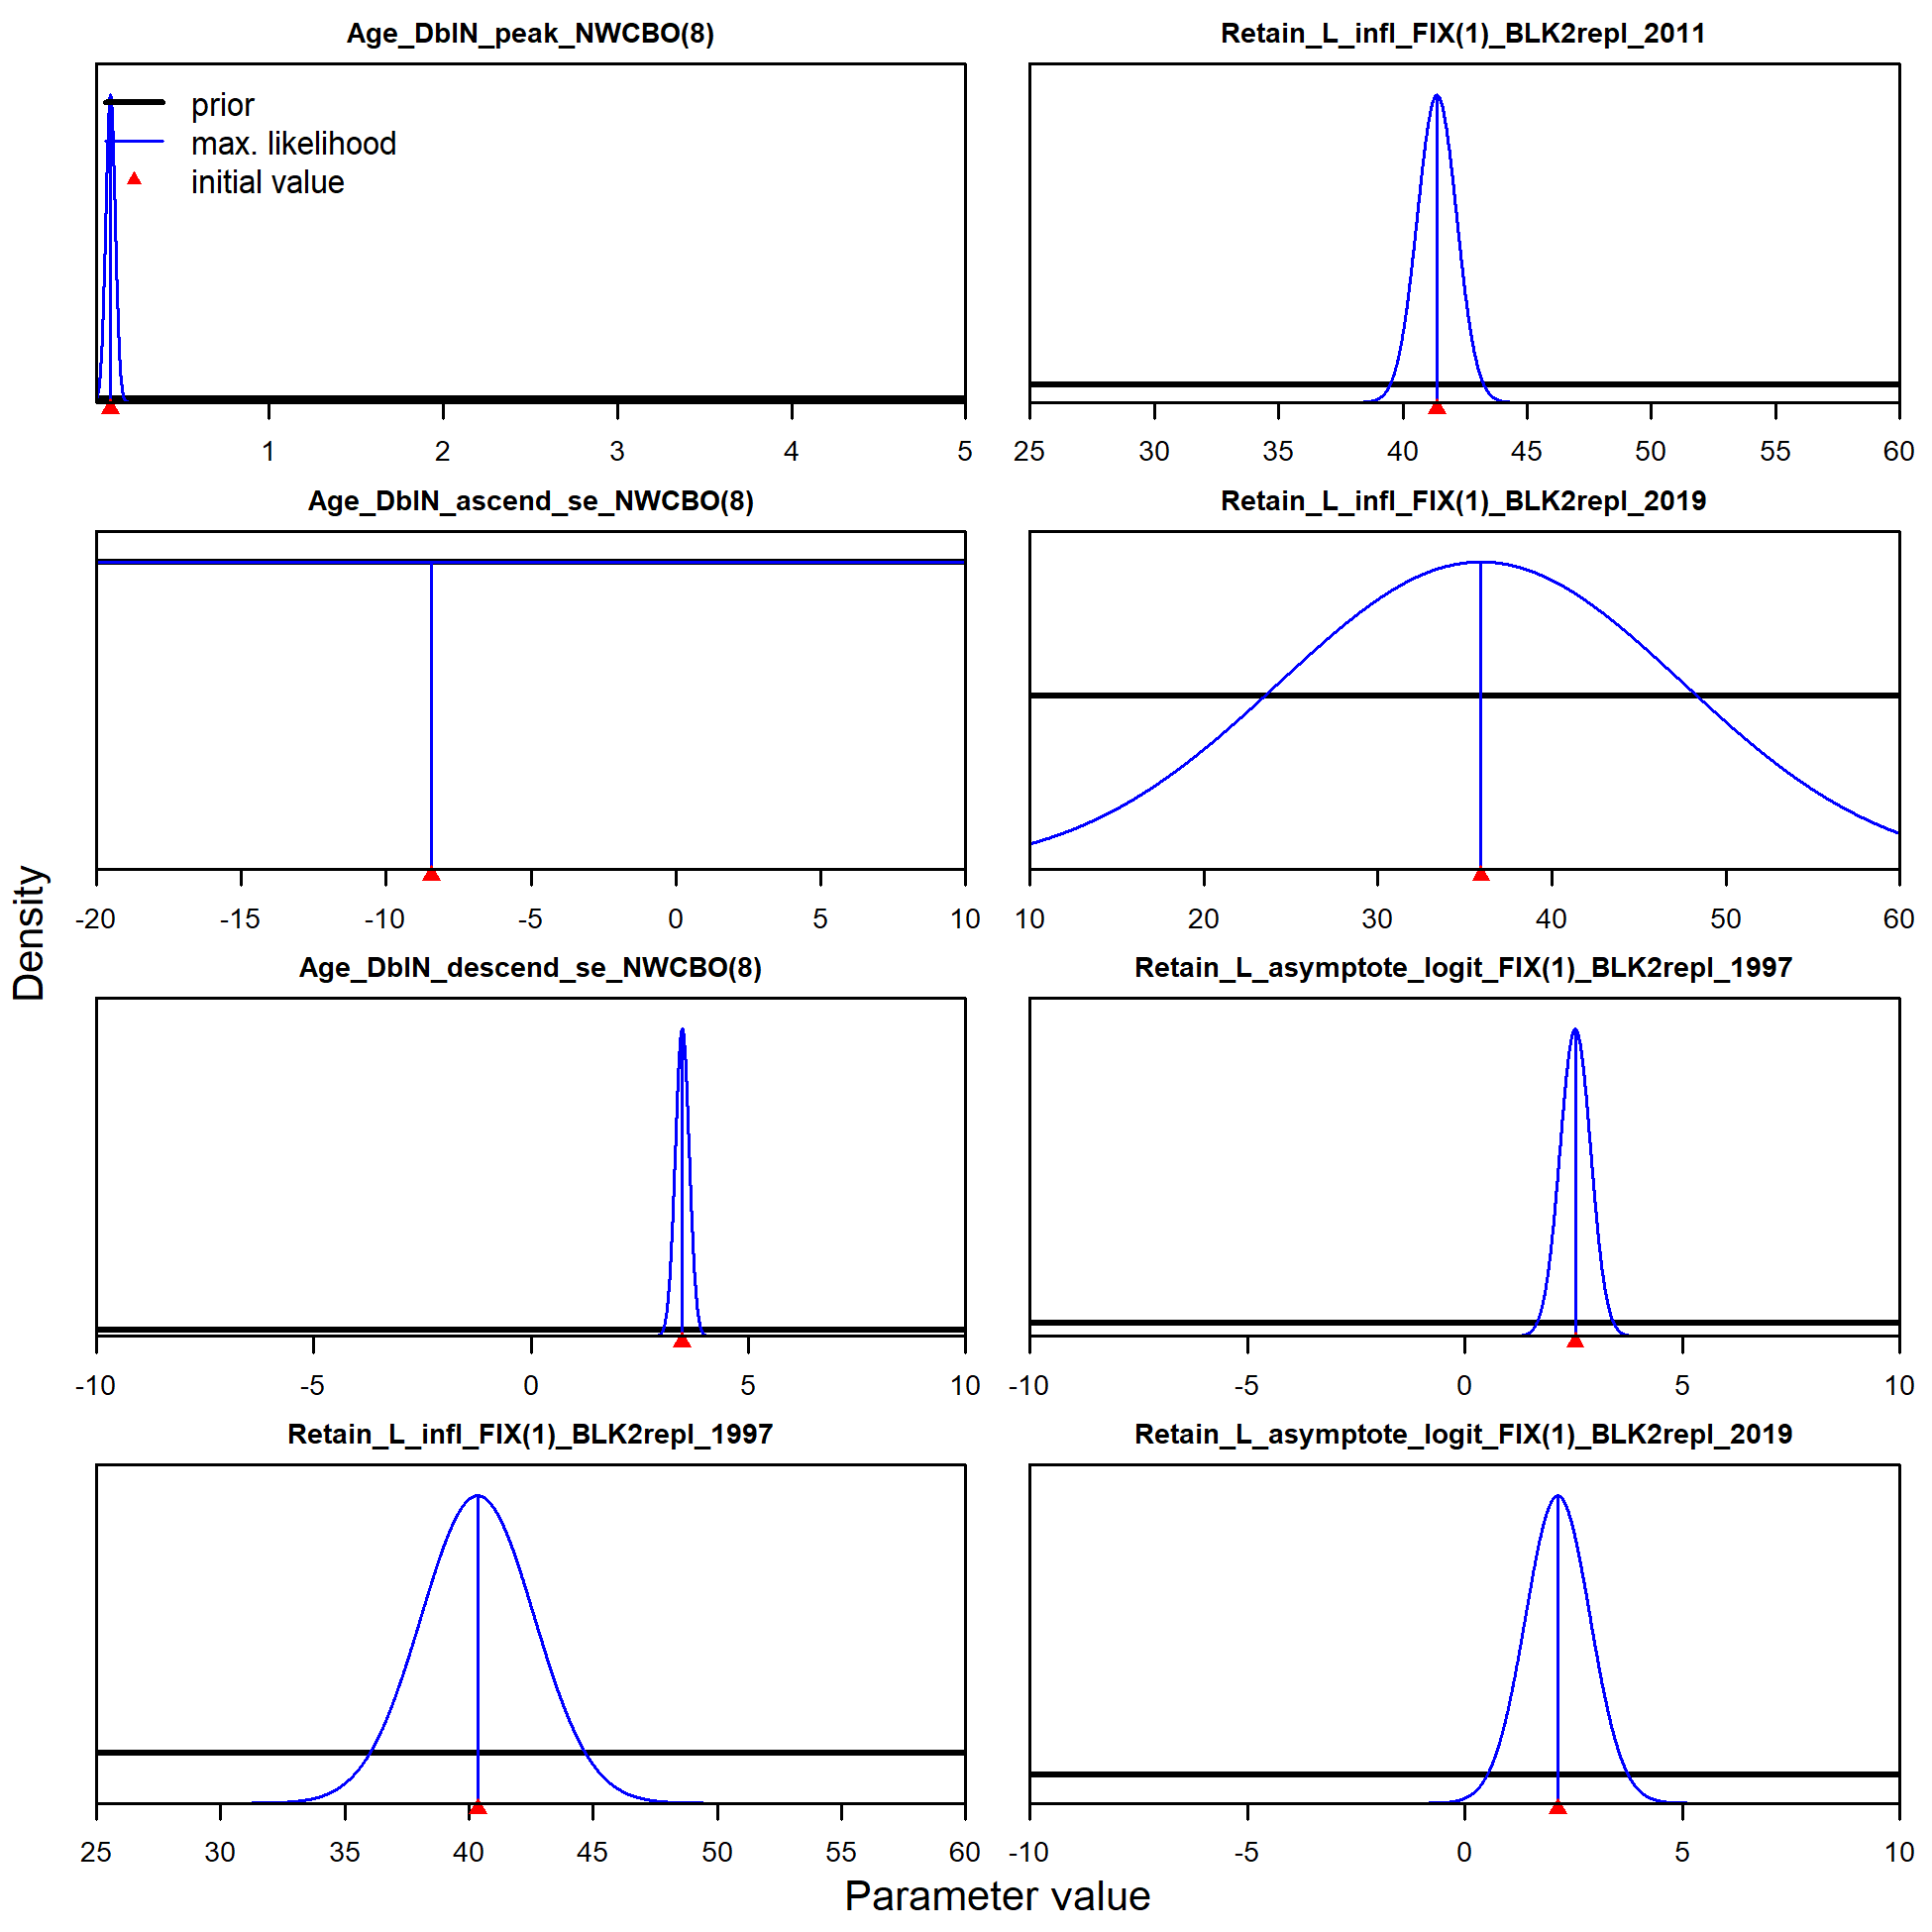 Age_DblN_peak_NWCBO(8)
prior
max. likelihood
initial value
1 2 3 4 5
Retain_L_infl_FIX(1)_BLK2repl_2011
25 30 35 40 45 50 55 60
Age_DblN_ascend_se_NWCBO(8)
-20 -15 -10 -5 0 5 10
Retain_L_infl_FIX(1)_BLK2repl_2019
10 20 30 40 50 60
Density
Age_DblN_descend_se_NWCBO(8)
-10 -5 0 5 10
Retain_L_asymptote_logit_FIX(1)_BLK2repl_1997
-10 -5 0 5 10
Retain_L_infl_FIX(1)_BLK2repl_1997
25 30 35 40 45 50 55 60
Retain_L_asymptote_logit_FIX(1)_BLK2repl_2019
-10 -5 0 5 10
Parameter value